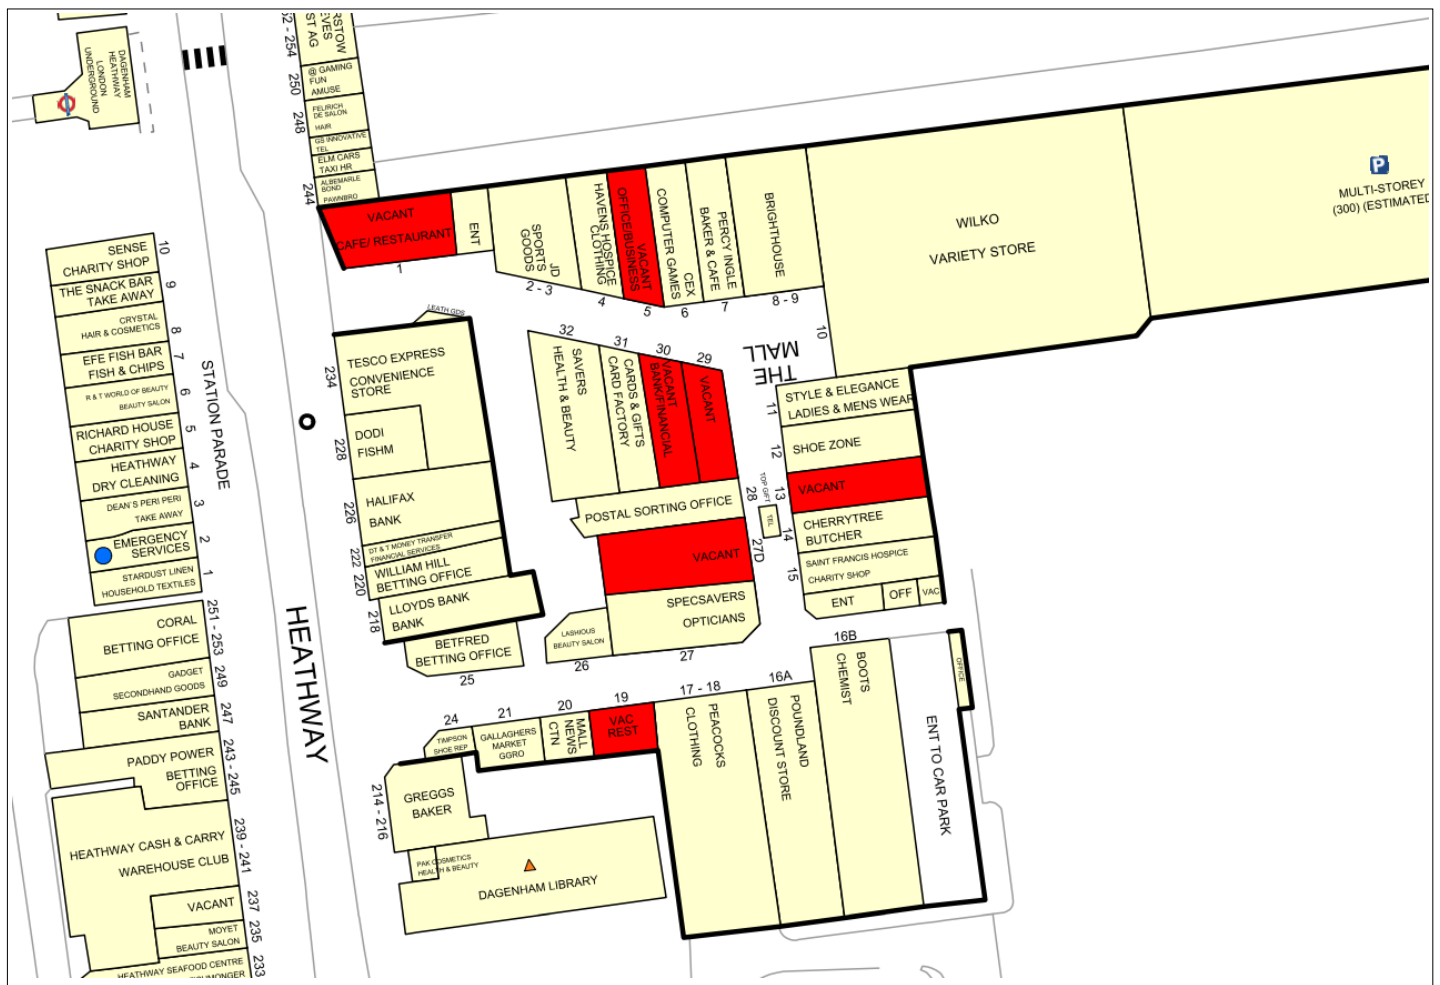 DAGENHAM
HEATHWAY
LONDON
UNDERGROUND
RSTOW
EVES
ST AG
2 - 254
@ GAMING
FUN
AMUSE
250
FEURICH
DE SALON
HAIR
248
GS INNOVATIVE
TEL
ELM CARS
TAXI HR
ALBEMARLE
BOND
PAWNBRO
244
VACANT
CAFE/ RESTAURANT
1
ENT
JD
SPORTS
GOODS
2 - 3
HAVENS HOSPICE
CLOTHING
4
VACANT
OFFICE/BUSINESS
5
CEX
COMPUTER GAMES
6
PERCY INGLE
BAKER & CAFE
7
BRIGHTHOUSE
8 - 9
WILKO
VARIETY STORE
10
P
MULTI-STOREY
(300) (ESTIMATED
SENSE
CHARITY SHOP
10
THE SNACK BAR
TAKE AWAY
9
CRYSTAL
HAIR & COSMETICS
8
EFE FISH BAR
FISH & CHIPS
7
R & T WORLD OF BEAUTY
BEAUTY SALON
6
RICHARD HOUSE
CHARITY SHOP
5
HEATHWAY
DRY CLEANING
4
DEAN'S PERI PERI
TAKE AWAY
3
EMERGENCY
SERVICES
2
STARDUST LINEN
HOUSEHOLD TEXTILES
1
STATION PARADE
LEATH GDS
TESCO EXPRESS
CONVENIENCE
STORE
234
DODI
FISHM
228
HALIFAX
BANK
226
DT & T MONEY TRANSFER
FINANCIAL SERVICES
222
WILLIAM HILL
BETTING OFFICE
220
LLOYDS BANK
BANK
218
BETFRED
BETTING OFFICE
25
32
SAVERS
HEALTH & BEAUTY
31
CARDS & GIFTS
CARD FACTORY
30
VACANT
BANK/FINANCIAL
29
VACANT
THE
MALL
POSTAL SORTING OFFICE
28
VACANT
27D
SPECSAVERS
OPTICIANS
27
LASHIOUS
BEAUTY SALON
26
TOP GIFT
TEL
STYLE & ELEGANCE
LADIES & MENS WEAR
11
SHOE ZONE
12
VACANT
13
CHERRYTREE
BUTCHER
14
SAINT FRANCIS HOSPICE
CHARITY SHOP
15
ENT
OFF
VAC
HEATHWAY
CORAL
BETTING OFFICE
251 - 253
GADGET
SECONDHAND GOODS
249
SANTANDER
BANK
247
PADDY POWER
BETTING
OFFICE
243 - 245
HEATHWAY CASH & CARRY
WAREHOUSE CLUB
239 - 241
VACANT
237
MOYET
BEAUTY SALON
235
HEATHWAY SEAFOOD CENTRE
233
24
TIMPSON
SHOE REP
21
GALLAGHERS
MARKET
GGRO
20
MALL
NEWS
CTN
19
VAC
REST
17 - 18
PEACOCKS
CLOTHING
16A
POUNDLAND
DISCOUNT STORE
16B
BOOTS
CHEMIST
ENT TO CAR PARK
OFFICE
GREGGS
BAKER
214 - 216
PAK COSMETICS
HEALTH & BEAUTY
DAGENHAM LIBRARY